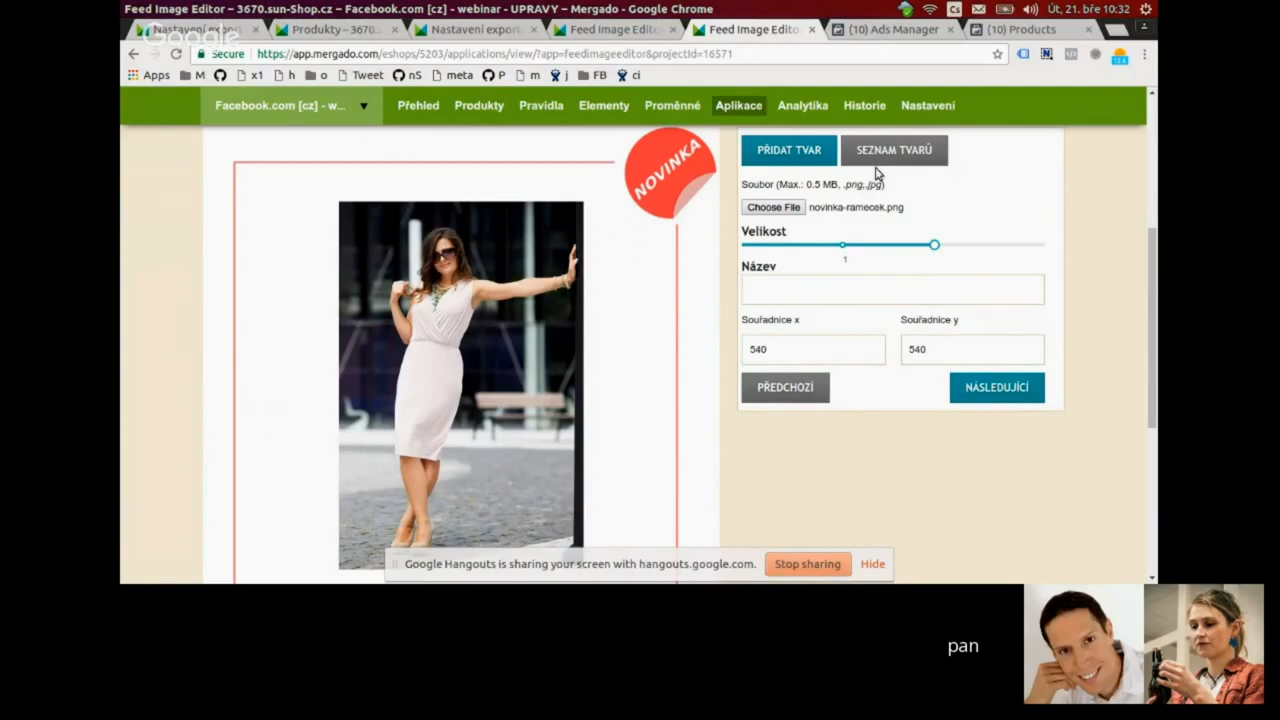 Feed Image Editor – 3670.sun-Shop.cz – Facebook.com [cz] - webinar - UPRAVY – Mergado - Google Chrome
Cs
Út, 21. bře 10:32
Nastavení expo
Produkty – 3670.
Nastavení export
Feed Image Edito
Feed Image Edito
(10) Ads Manager
(10) Products
Google
Secure
https://app.mergado.com/eshops/5203/applications/view/?app=feedimageeditor&projectId=16571
Apps
M
x1
h
o
Tweet
nS
meta
P
m
j
FB
ci
Facebook.com [cz] – w...
Přehled
Produkty
Pravidla
Elementy
Proměnné
Aplikace
Analytika
Historie
Nastavení
NOVINKA
PŘIDAT TVAR
SEZNAM TVARŮ
Soubor (Max.: 0.5 MB, .png,.jpg)
Choose File novinka-ramecek.png
Velikost
1
Název
Souřadnice x
Souřadnice y
540
540
PŘEDCHOZÍ
NÁSLEDUJÍCÍ
Google Hangouts is sharing your screen with hangouts.google.com.
Stop sharing
Hide
pan